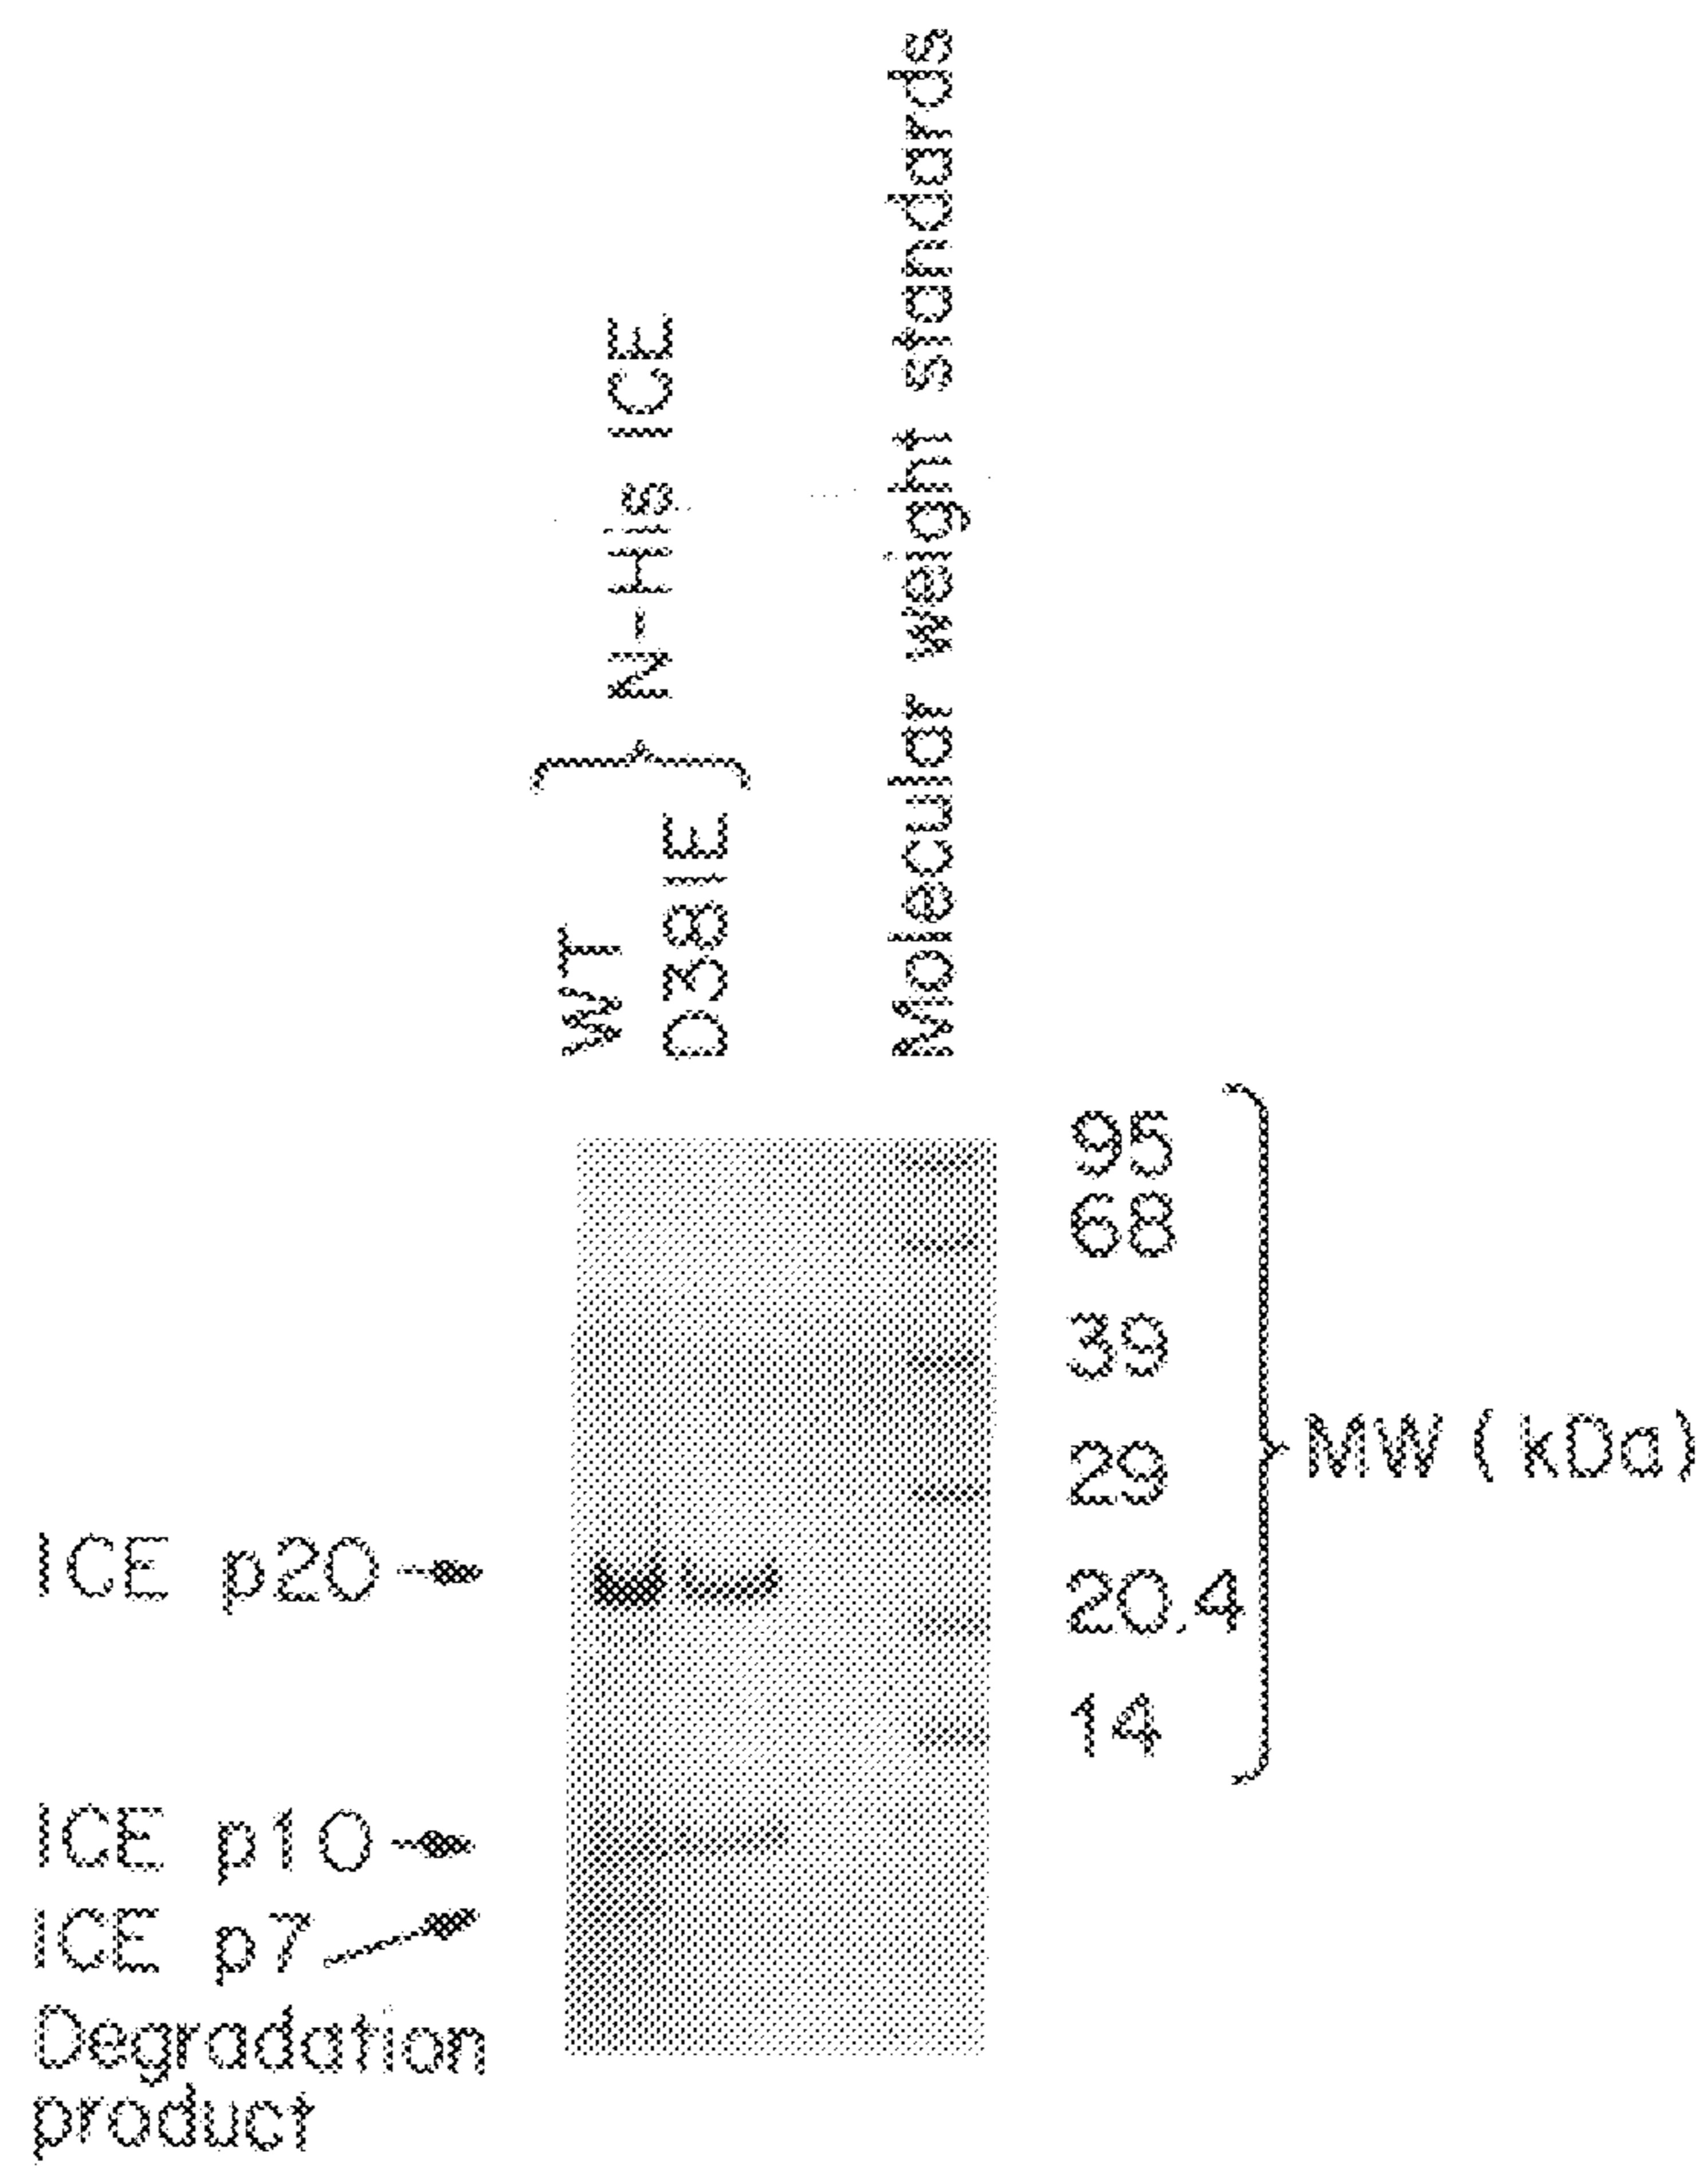 N-His ICE
WT
D381E
Molecular weight standards
95
68
39
29
20.4
14
MW (kDa)
ICE p20
ICE p10
ICE p7
Degradation
product